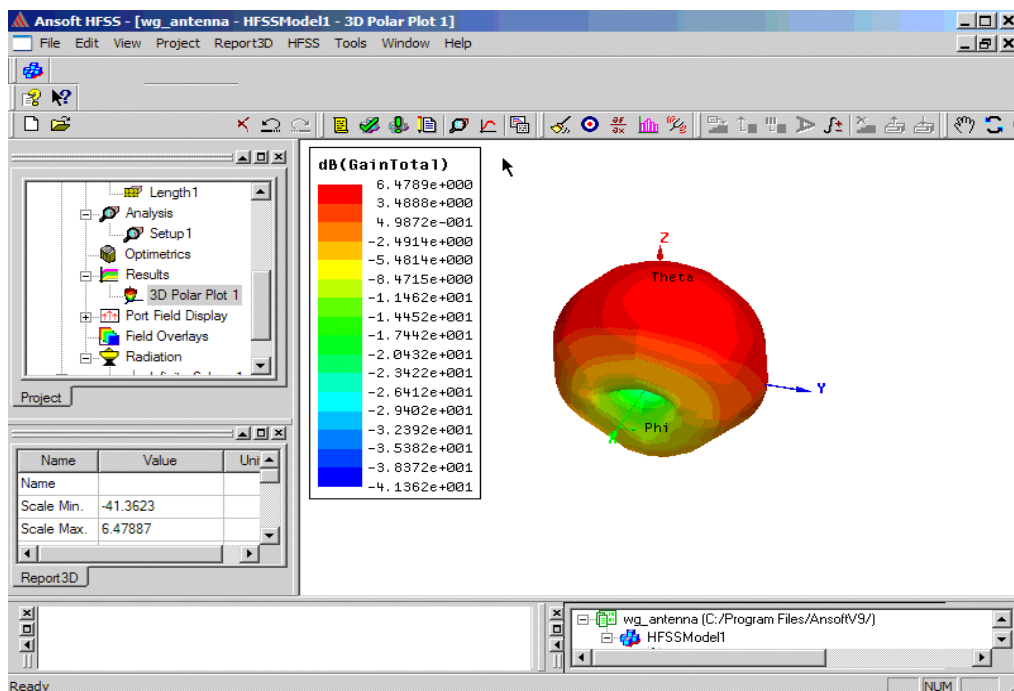 Ansoft HFSS - [wg_antenna - HFSSModel1 - 3D Polar Plot 1]
File Edit View Project Report3D HFSS Tools Window Help
Length1
Analysis
Setup1
Optimetrics
Results
3D Polar Plot 1
Port Field Display
Field Overlays
Radiation
Project
Name Value Uni
Name
Scale Min. -41.3623
Scale Max. 6.47887
Report3D
dB(GainTotal)
6.4789e+000
3.4888e+000
4.9872e-001
-2.4914e+000
-5.4814e+000
-8.4715e+000
-1.1462e+001
-1.4452e+001
-1.7442e+001
-2.0432e+001
-2.3422e+001
-2.6412e+001
-2.9402e+001
-3.2392e+001
-3.5382e+001
-3.8372e+001
-4.1362e+001
Z
Theta
Y
Phi
wg_antenna (C:/Program Files/AnsoftV9/)
HFSSModel1
Ready NUM